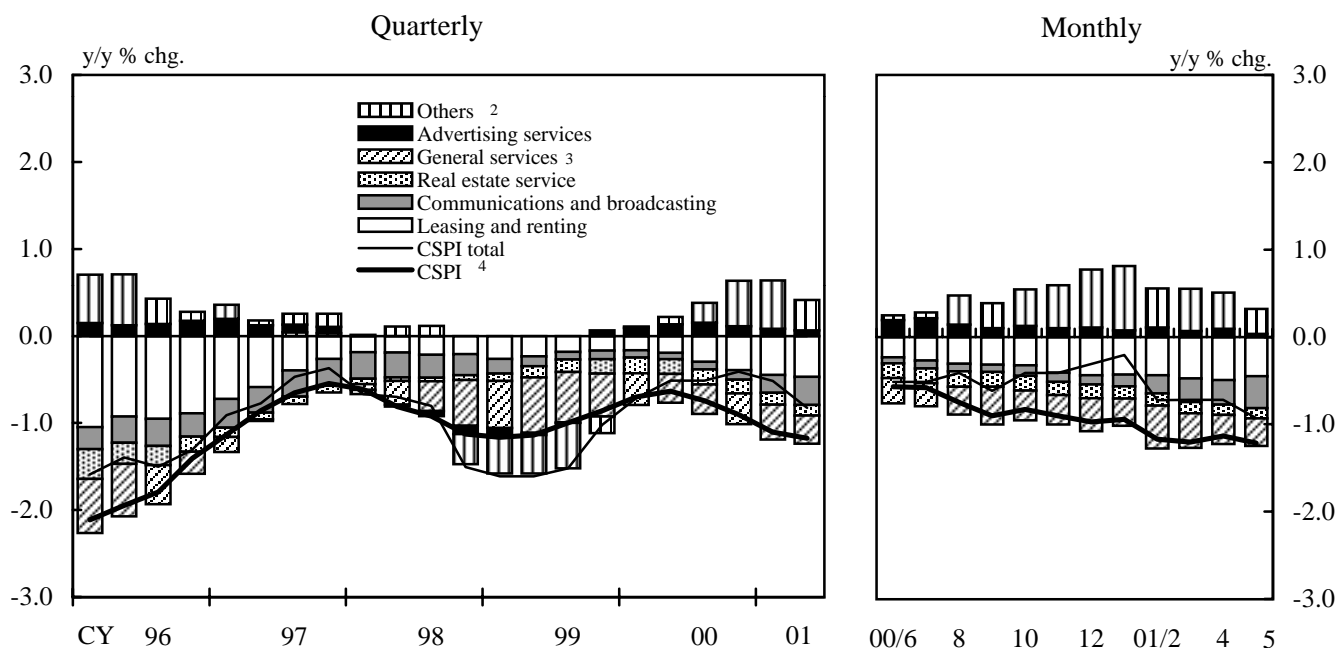 Quarterly
Monthly
y/y % chg.
y/y % chg.
3.0
2.0
1.0
0.0
-1.0
-2.0
-3.0
Others 2
Advertising services
General services 3
Real estate service
Communications and broadcasting
Leasing and renting
CSPI total
CSPI 4
3.0
2.0
1.0
0.0
-1.0
-2.0
-3.0
CY 96 97 98 99 00 01
00/6 8 10 12 01/2 4 5